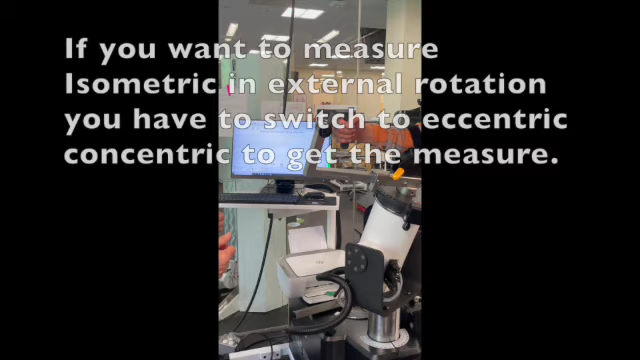 If you want to measure
Isometric in external rotation
you have to switch to eccentric
concentric to get the measure.